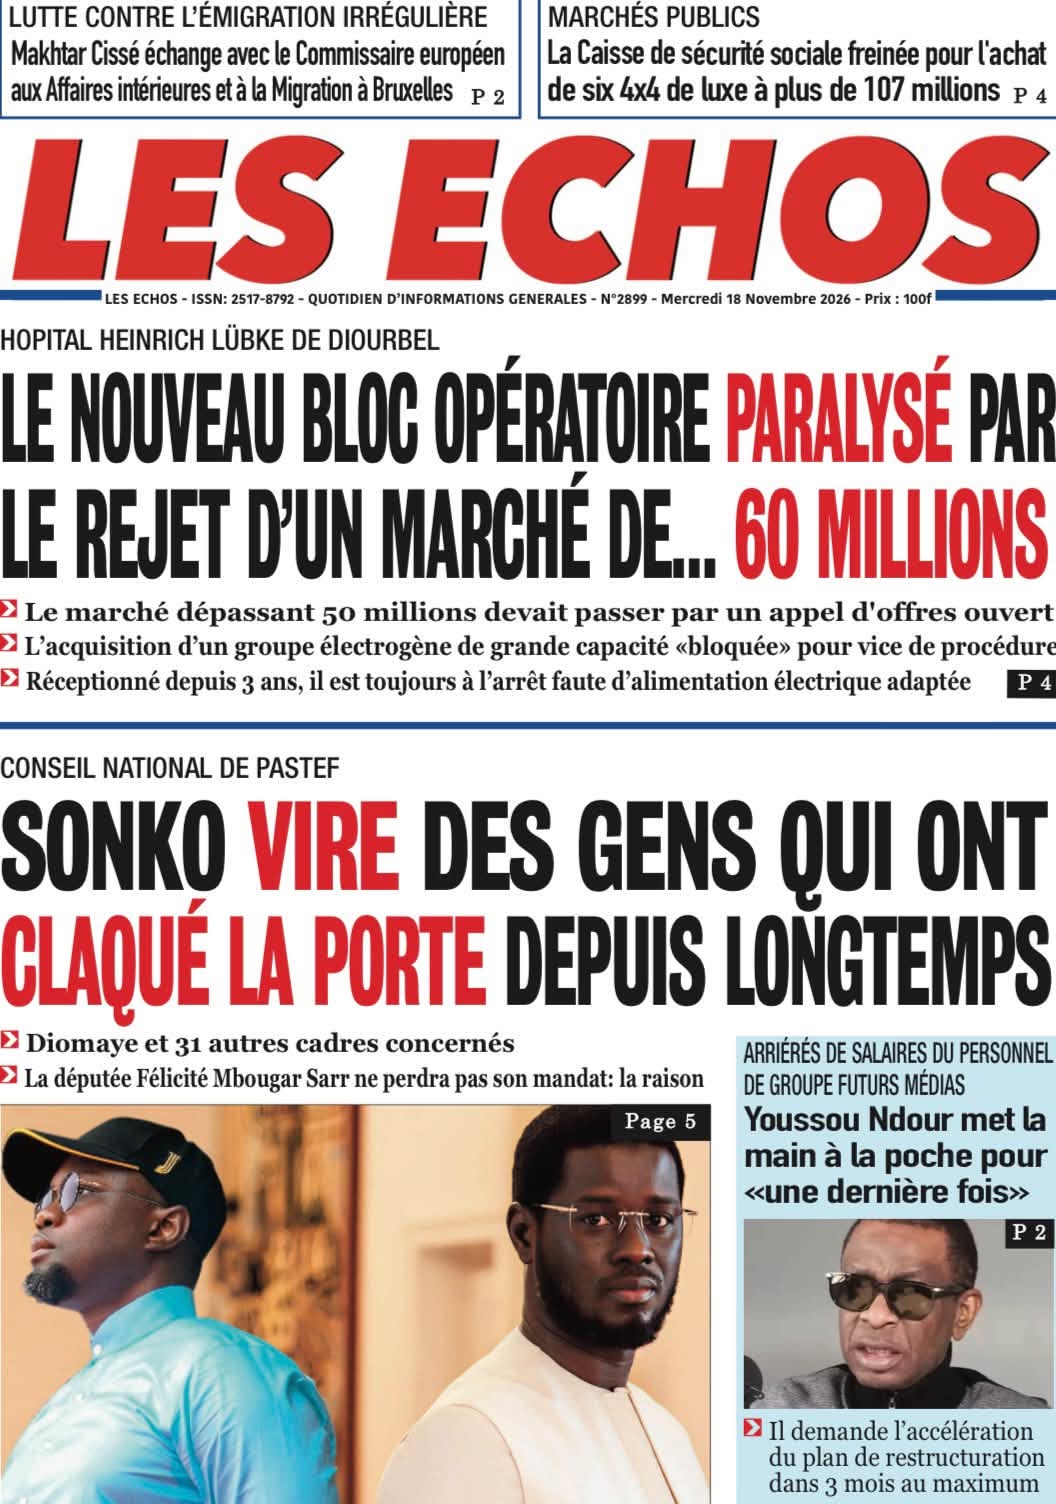 LUTTE CONTRE L'ÉMIGRATION IRRÉGULIÈRE
Makhtar Cissé échange avec le Commissaire européen
aux Affaires intérieures et à la Migration à Bruxelles P 2
MARCHÉS PUBLICS
La Caisse de sécurité sociale freinée pour l'achat
de six 4x4 de luxe à plus de 107 millions P 4
LES ECHOS
LES ECHOS - ISSN: 2517-8792 - QUOTIDIEN D'INFORMATIONS GENERALES - N°2899 - Mercredi 18 Novembre 2026 - Prix : 100f
HOPITAL HEINRICH LÜBKE DE DIOURBEL
LE NOUVEAU BLOC OPÉRATOIRE PARALYSÉ PAR
LE REJET D'UN MARCHÉ DE... 60 MILLIONS
Le marché dépassant 50 millions devait passer par un appel d'offres ouvert
L'acquisition d'un groupe électrogène de grande capacité «bloquée» pour vice de procédure
Réceptionné depuis 3 ans, il est toujours à l'arrêt faute d'alimentation électrique adaptée P 4
CONSEIL NATIONAL DE PASTEF
SONKO VIRE DES GENS QUI ONT
CLAQUÉ LA PORTE DEPUIS LONGTEMPS
Diomaye et 31 autres cadres concernés
La députée Félicité Mbougar Sarr ne perdra pas son mandat: la raison
Page 5
ARRIÉRÉS DE SALAIRES DU PERSONNEL
DE GROUPE FUTURS MÉDIAS
Youssou Ndour met la
main à la poche pour
«une dernière fois»
P 2
Il demande l'accélération
du plan de restructuration
dans 3 mois au maximum